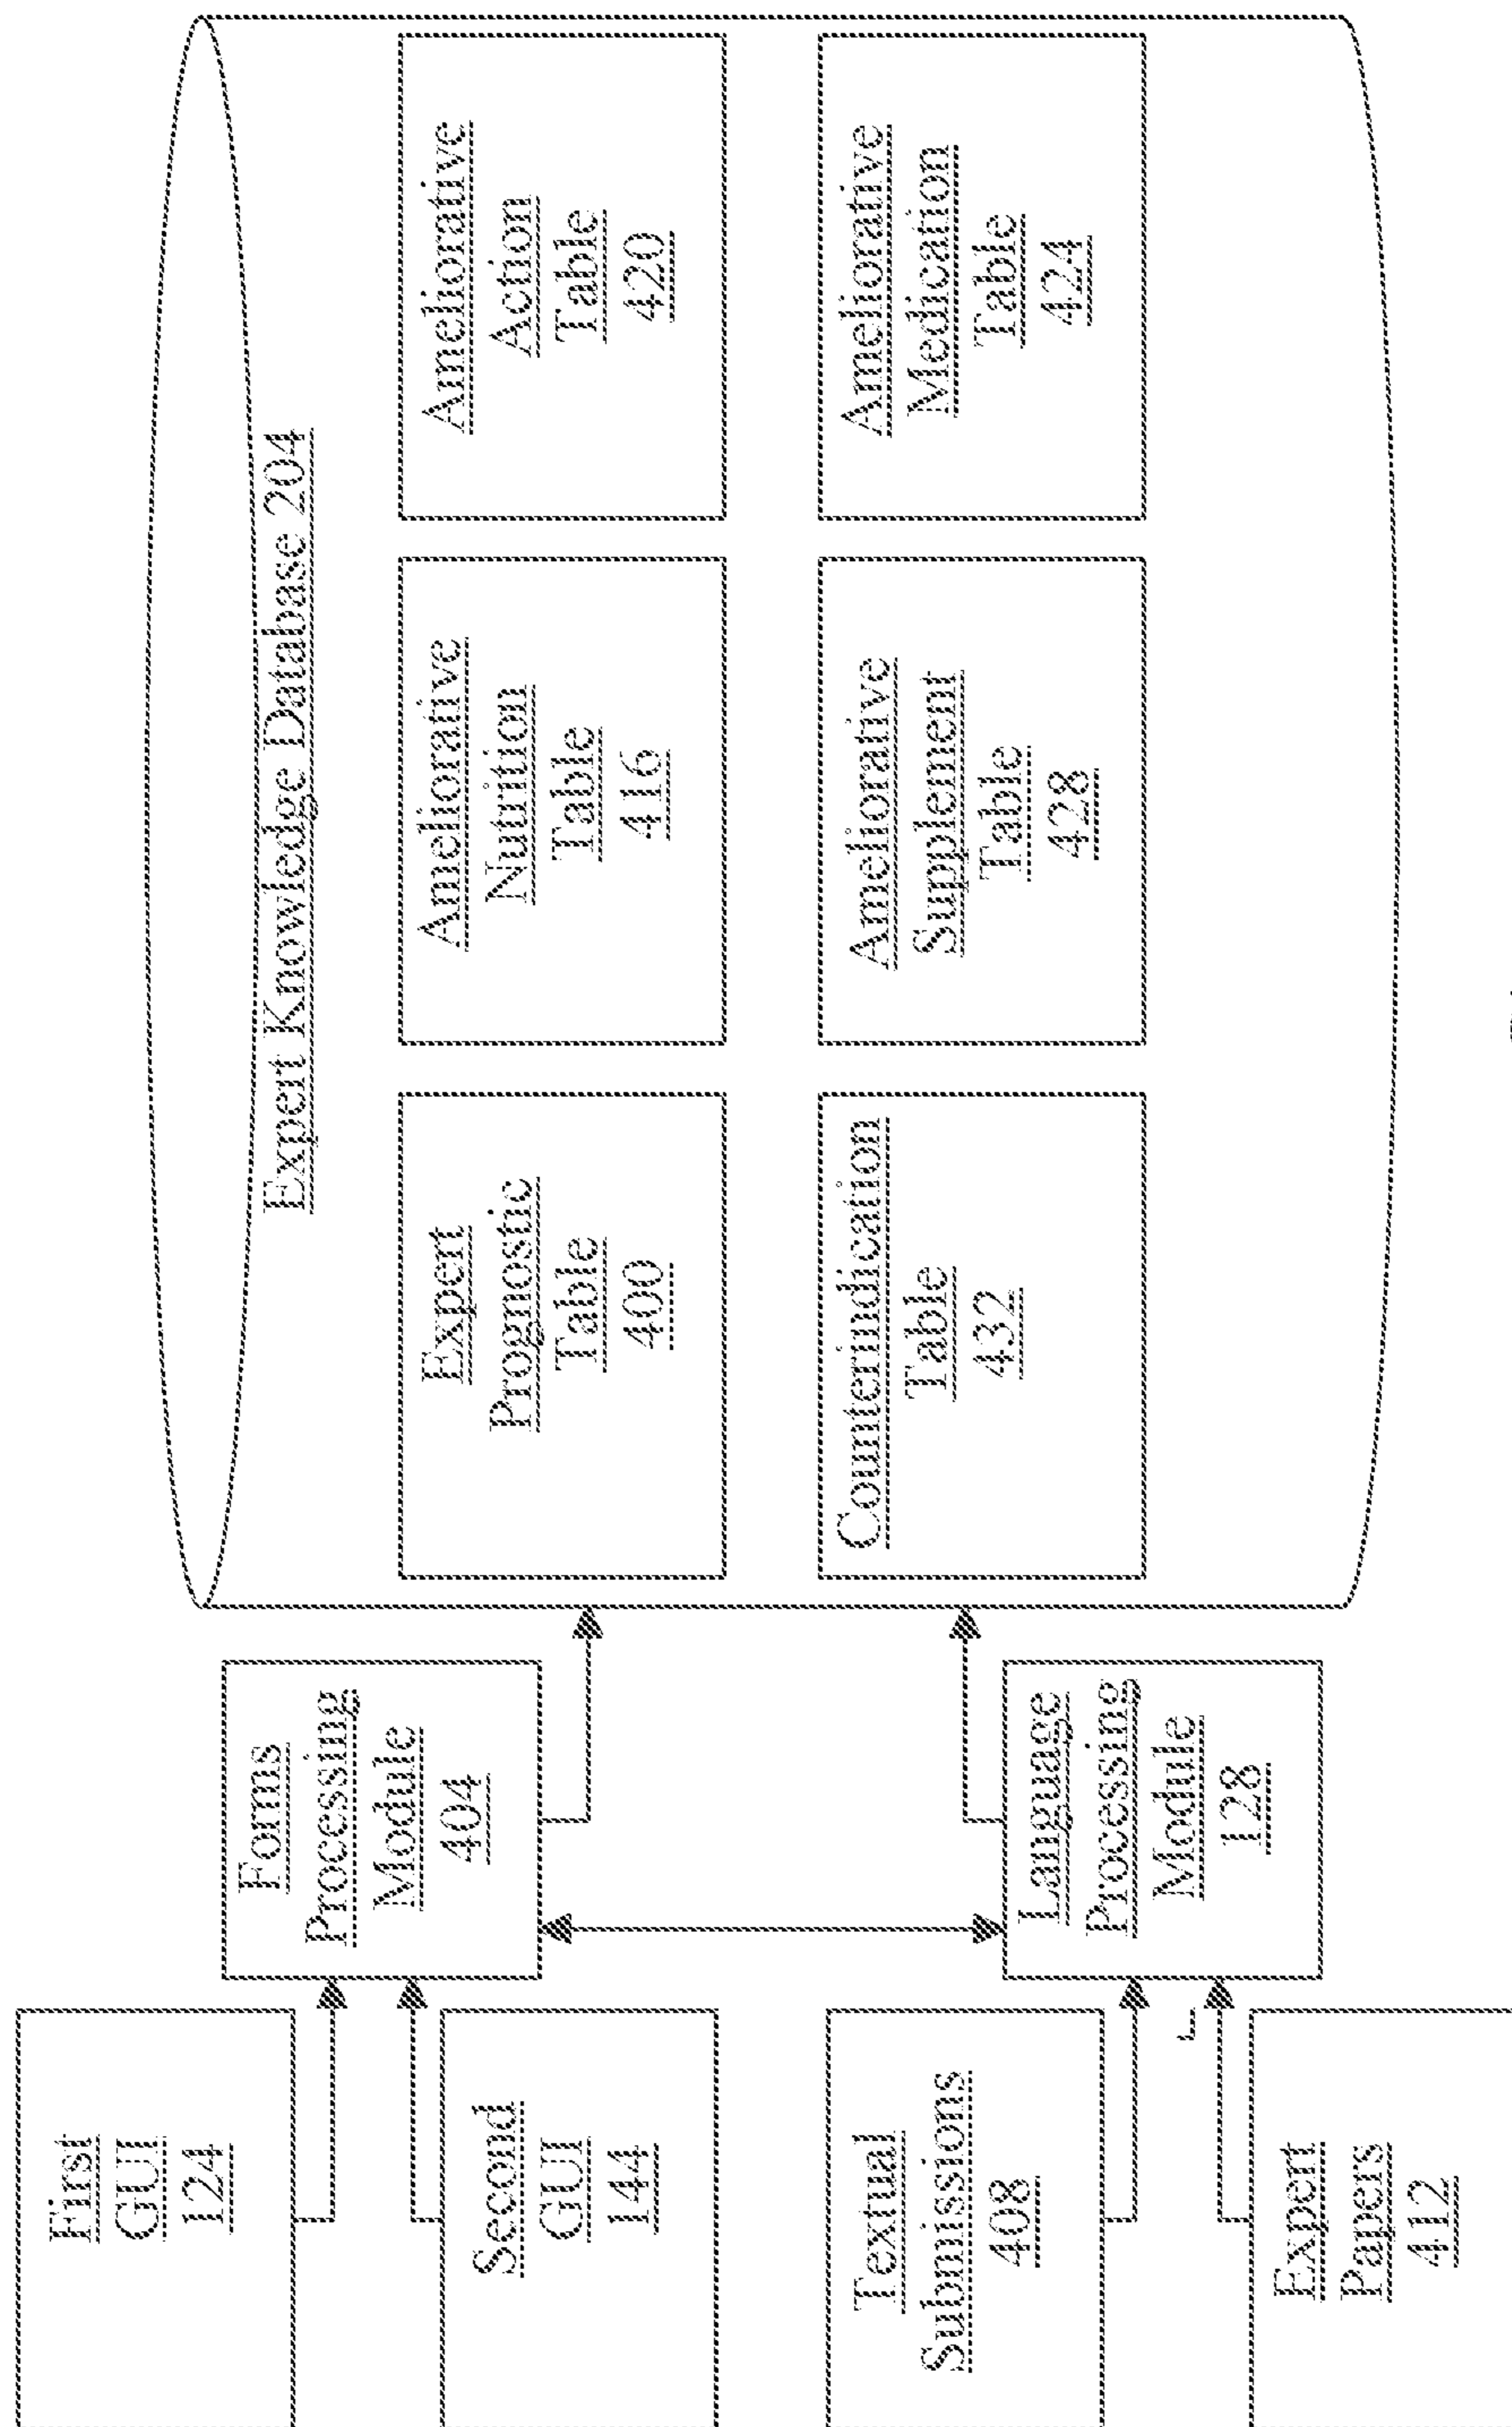 First
GUI
124
Second
GUI
144
Textual
Submissions
408
Expert
Papers
412
Forms
Processing
Module
404
Language
Processing
Module
128
Expert Knowledge Database 204
Expert
Prognostic
Table
400
Ameliorative
Nutrition
Table
416
Ameliorative
Action
Table
420
Counterindication
Table
432
Ameliorative
Supplement
Table
428
Ameliorative
Medication
Table
424